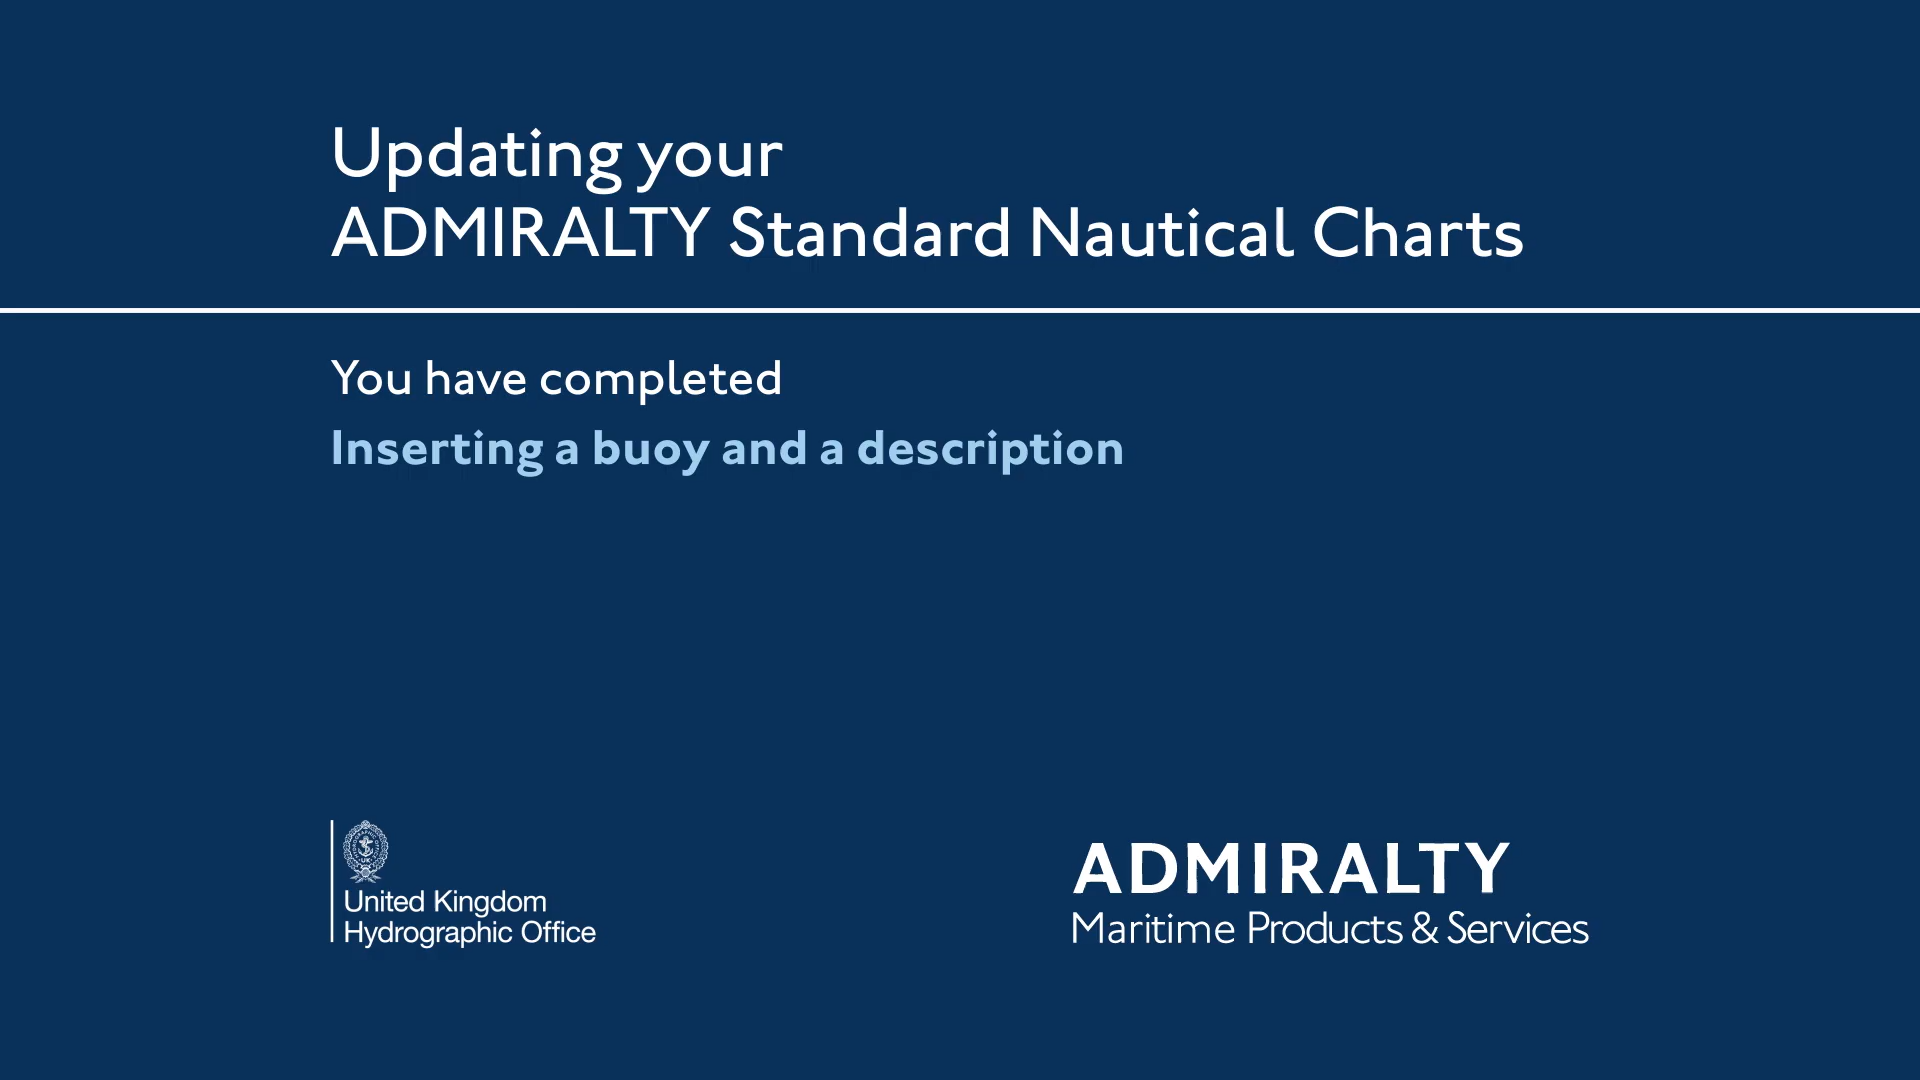 Updating your
ADMIRALTY Standard Nautical Charts
You have completed
Inserting a buoy and a description
United Kingdom
Hydrographic Office
ADMIRALTY
Maritime Products & Services